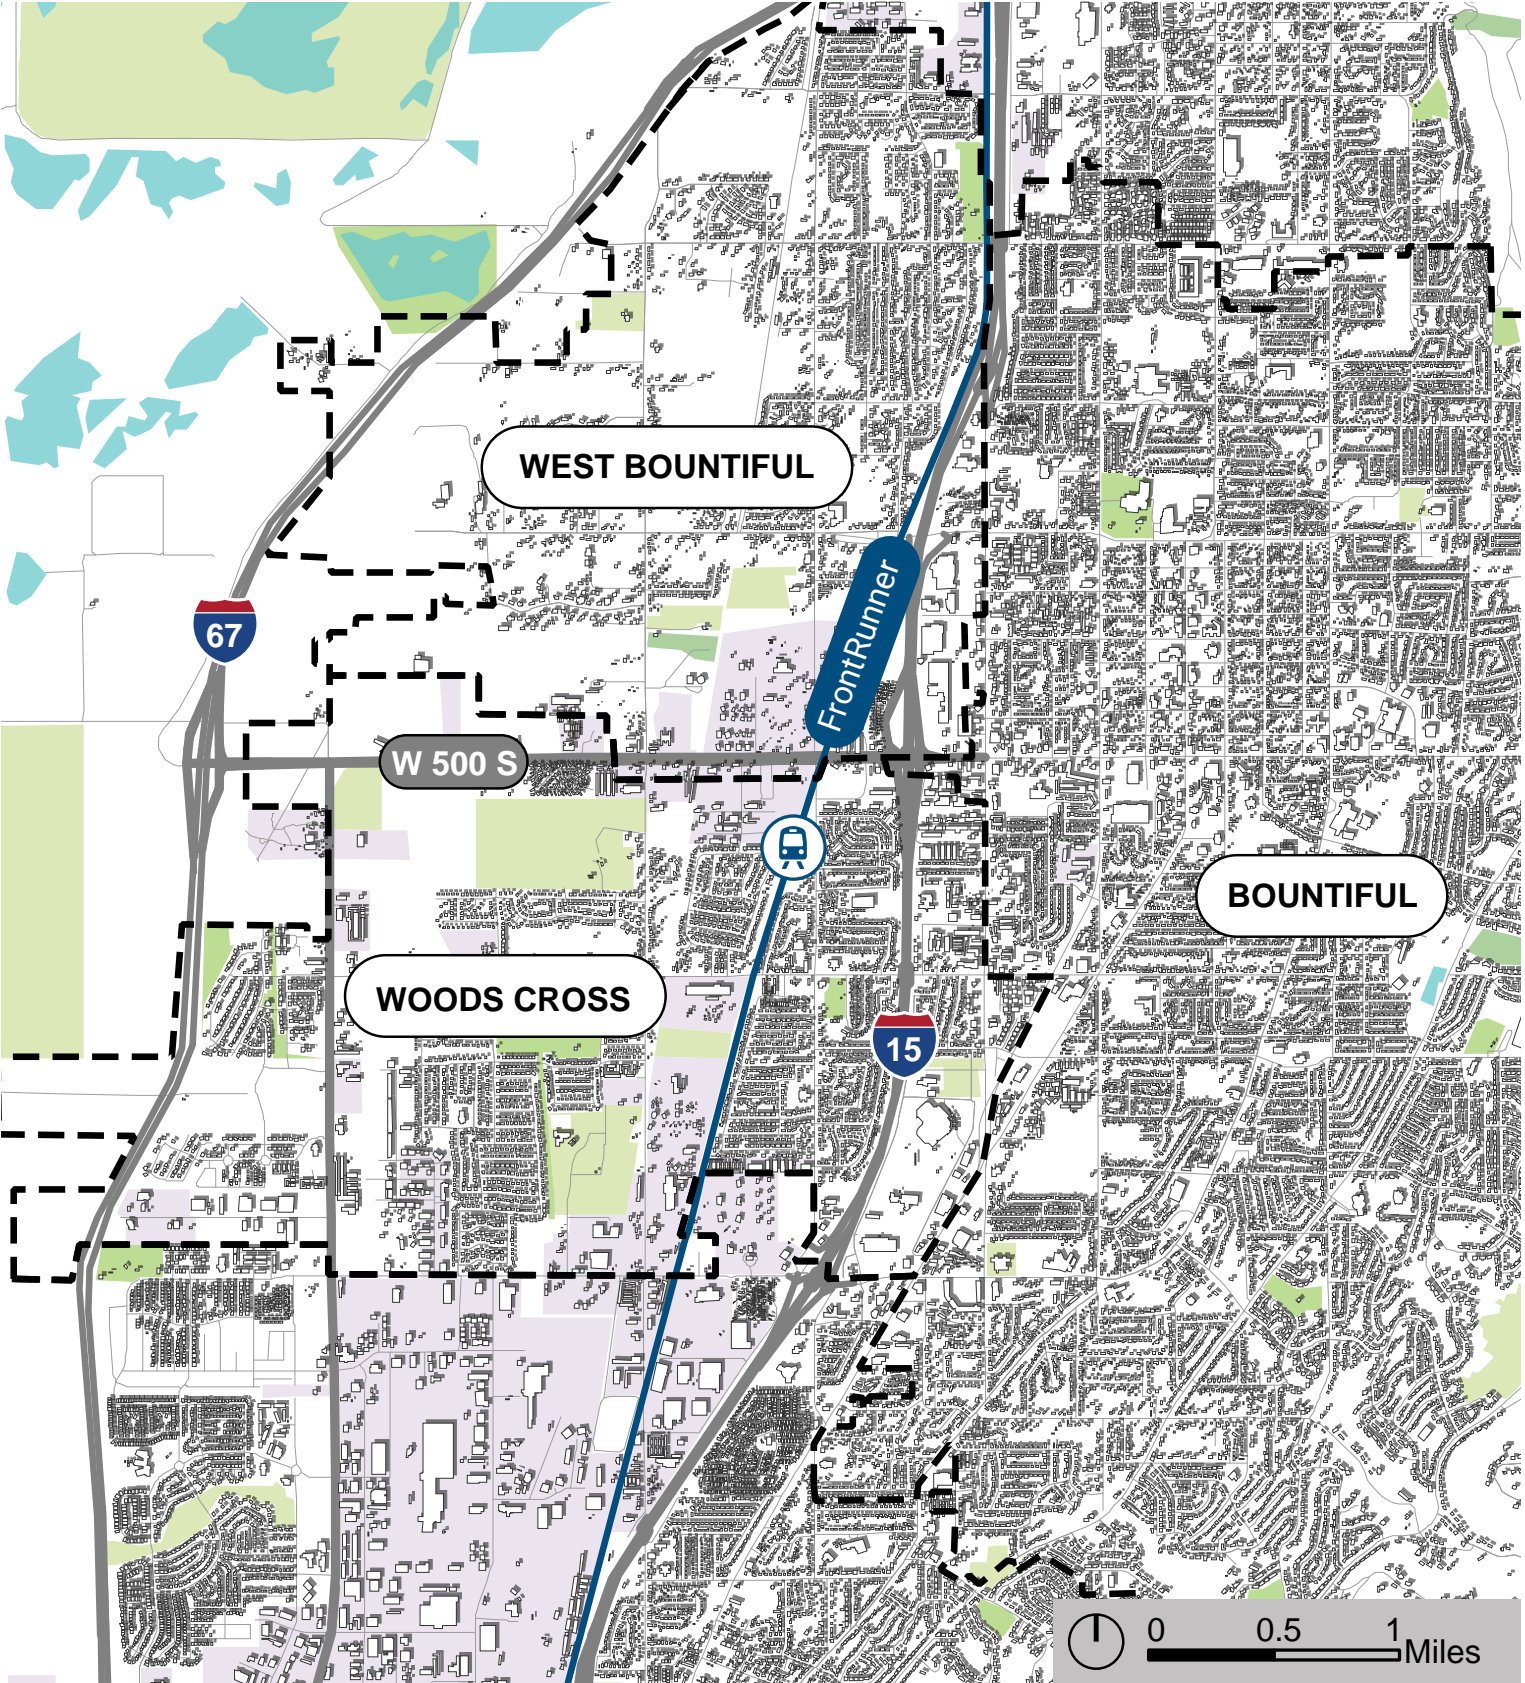 WEST BOUNTIFUL
FrontRunner
67
W 500 S
BOUNTIFUL
WOODS CROSS
15
0 0.5 1
Miles